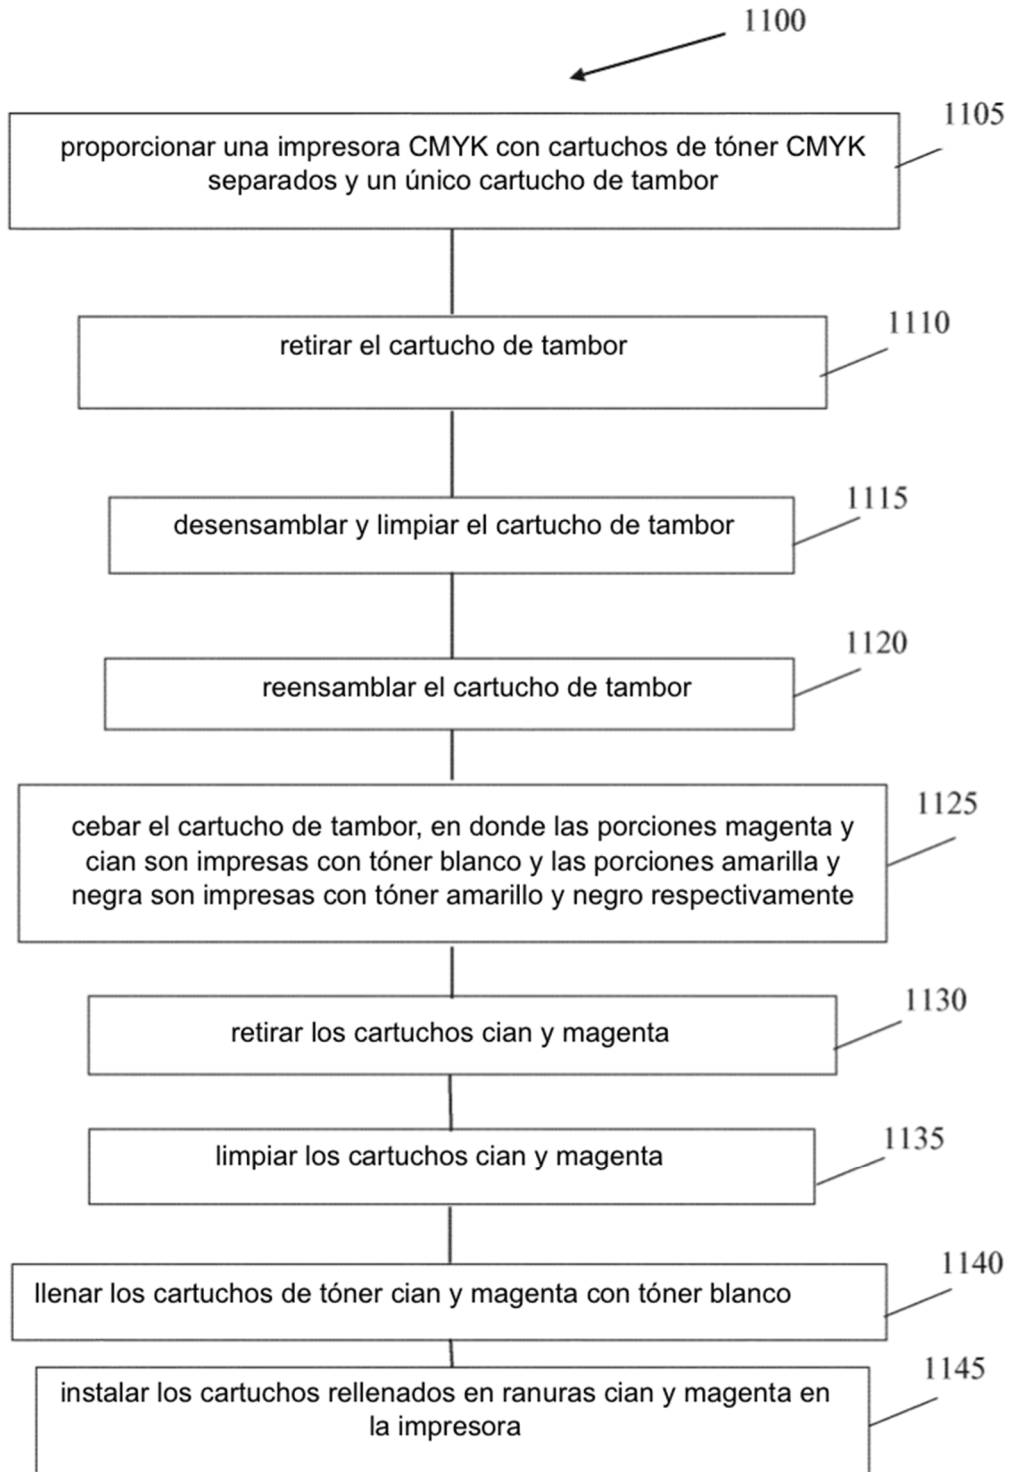 1100
1105
proporcionar una impresora CMYK con cartuchos de tóner CMYK
separados y un único cartucho de tambor
1110
retirar el cartucho de tambor
1115
desensamblar y limpiar el cartucho de tambor
1120
reensamblar el cartucho de tambor
1125
cebar el cartucho de tambor, en donde las porciones magenta y
cian son impresas con tóner blanco y las porciones amarilla y
negra son impresas con tóner amarillo y negro respectivamente
1130
retirar los cartuchos cian y magenta
1135
limpiar los cartuchos cian y magenta
1140
llenar los cartuchos de tóner cian y magenta con tóner blanco
1145
instalar los cartuchos rellenados en ranuras cian y magenta en
la impresora